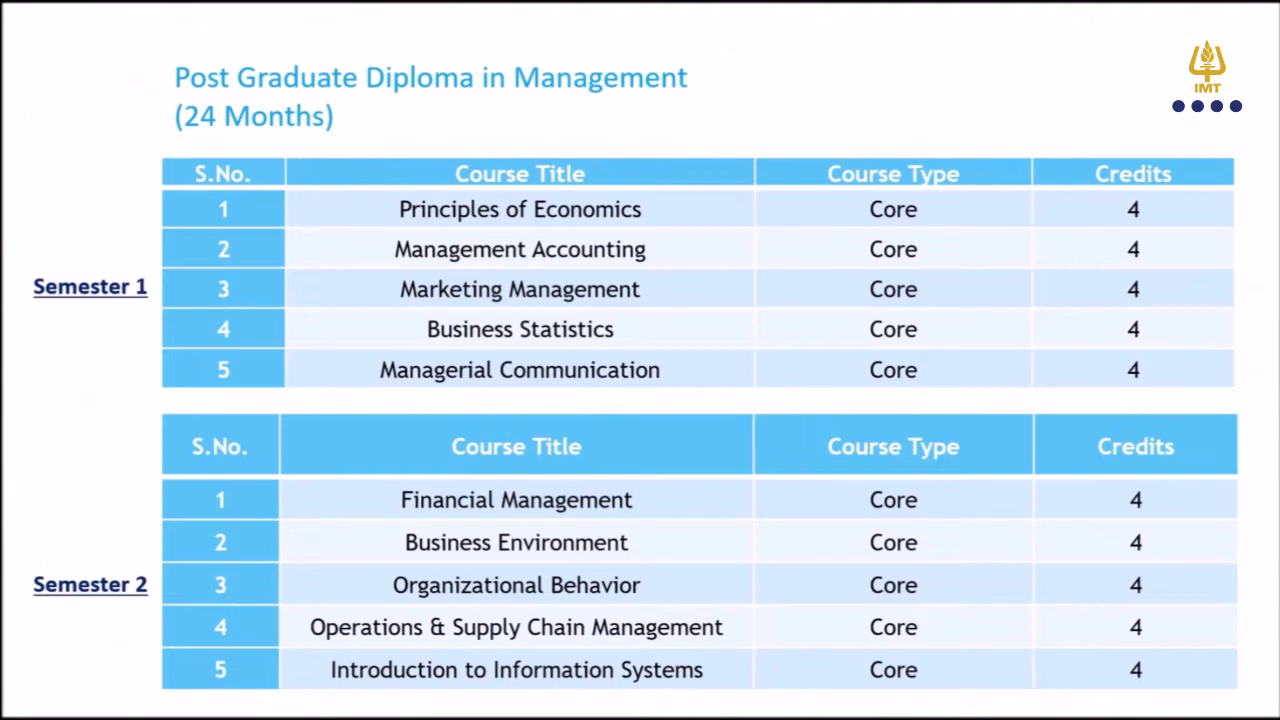 Post Graduate Diploma in Management
(24 Months)
IMT
S.No. Course Title Course Type Credits
1 Principles of Economics Core 4
2 Management Accounting Core 4
Semester 1
3 Marketing Management Core 4
4 Business Statistics Core 4
5 Managerial Communication Core 4
S.No. Course Title Course Type Credits
1 Financial Management Core 4
2 Business Environment Core 4
Semester 2
3 Organizational Behavior Core 4
4 Operations & Supply Chain Management Core 4
5 Introduction to Information Systems Core 4